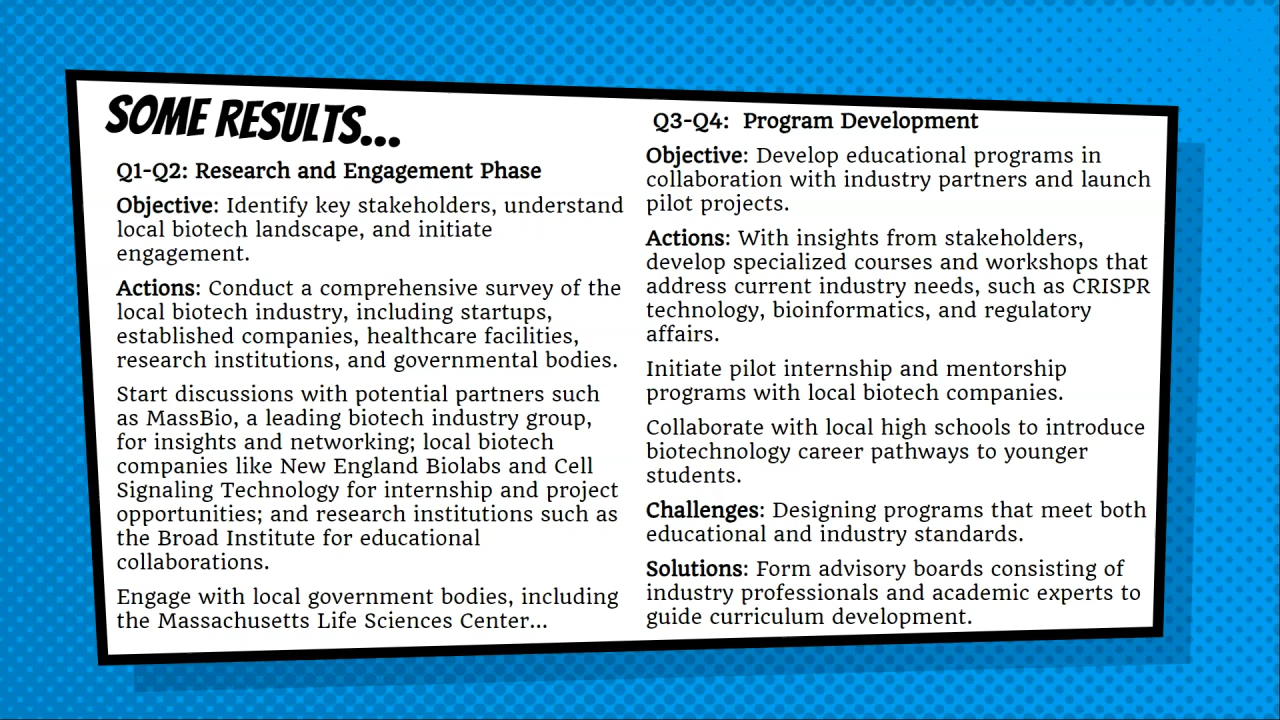 SOME RESULTS...
Q1-Q2: Research and Engagement Phase
Objective: Identify key stakeholders, understand
local biotech landscape, and initiate
engagement.
Actions: Conduct a comprehensive survey of the
local biotech industry, including startups,
established companies, healthcare facilities,
research institutions, and governmental bodies.
Start discussions with potential partners such
as MassBio, a leading biotech industry group,
for insights and networking; local biotech
companies like New England Biolabs and Cell
Signaling Technology for internship and project
opportunities; and research institutions such as
the Broad Institute for educational
collaborations.
Engage with local government bodies, including
the Massachusetts Life Sciences Center...
Q3-Q4: Program Development
Objective: Develop educational programs in
collaboration with industry partners and launch
pilot projects.
Actions: With insights from stakeholders,
develop specialized courses and workshops that
address current industry needs, such as CRISPR
technology, bioinformatics, and regulatory
affairs.
Initiate pilot internship and mentorship
programs with local biotech companies.
Collaborate with local high schools to introduce
biotechnology career pathways to younger
students.
Challenges: Designing programs that meet both
educational and industry standards.
Solutions: Form advisory boards consisting of
industry professionals and academic experts to
guide curriculum development.